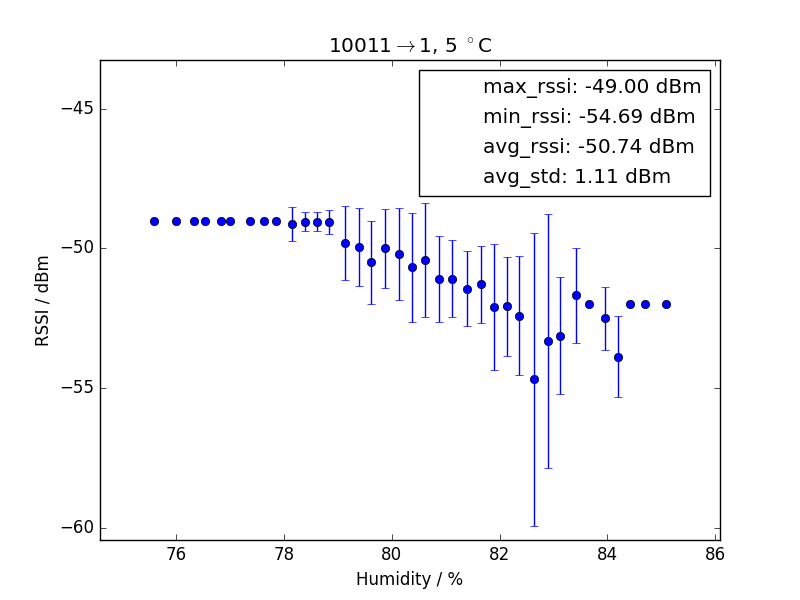 10011→1, 5 °C
max_rssi: -49.00 dBm
min_rssi: -54.69 dBm
avg_rssi: -50.74 dBm
avg_std: 1.11 dBm
−45
−50
−55
−60
RSSI / dBm
76 78 80 82 84 86
Humidity / %